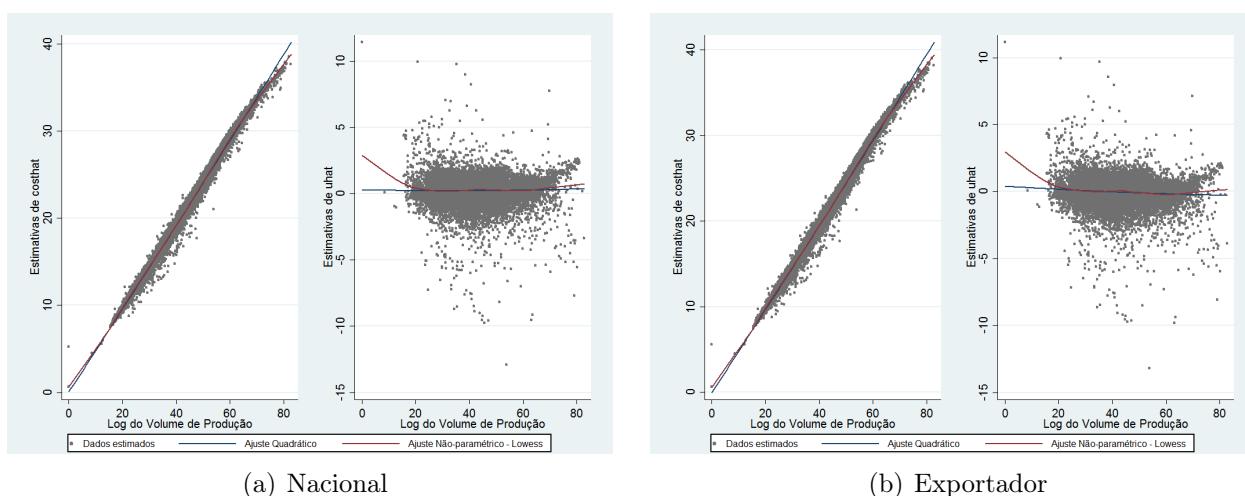 Estimativas de costhat
0
10
20
30
40
0
20
40
60
80
Log do Volume de Produção
Estimativas de uhat
-15
-10
-5
0
5
10
0
20
40
60
80
Log do Volume de Produção
Dados estimados
Ajuste Quadrático
Ajuste Não-paramétrico - Lowess
(a) Nacional
Estimativas de costhat
0
10
20
30
40
0
20
40
60
80
Log do Volume de Produção
Estimativas de uhat
-15
-10
-5
0
5
10
0
20
40
60
80
Log do Volume de Produção
Dados estimados
Ajuste Quadrático
Ajuste Não-paramétrico - Lowess
(b) Exportador